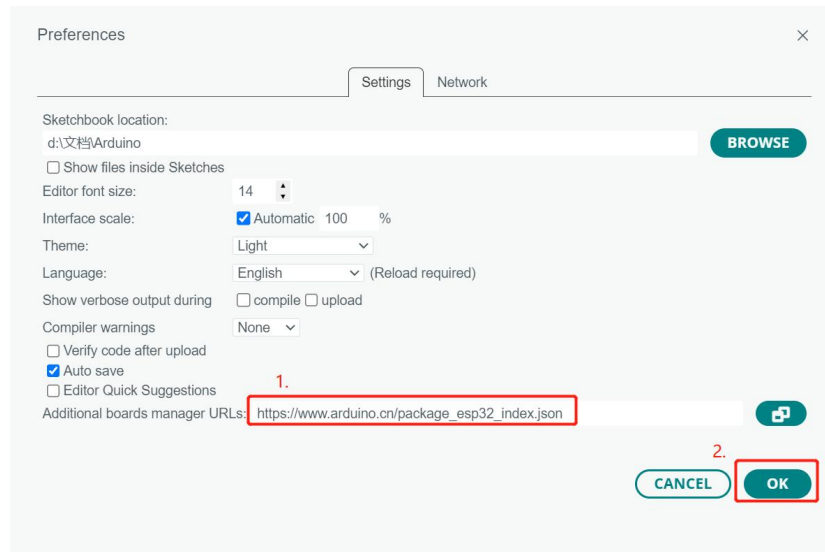 Preferences
Settings Network
Sketchbook location:
d:\文档\Arduino
BROWSE
Show files inside Sketches
Editor font size: 14
Interface scale: Automatic 100 %
Theme: Light
Language: English (Reload required)
Show verbose output during compile upload
Compiler warnings None
Verify code after upload
Auto save
Editor Quick Suggestions
1.
Additional boards manager URLs: https://www.arduino.cn/package_esp32_index.json
2.
CANCEL OK